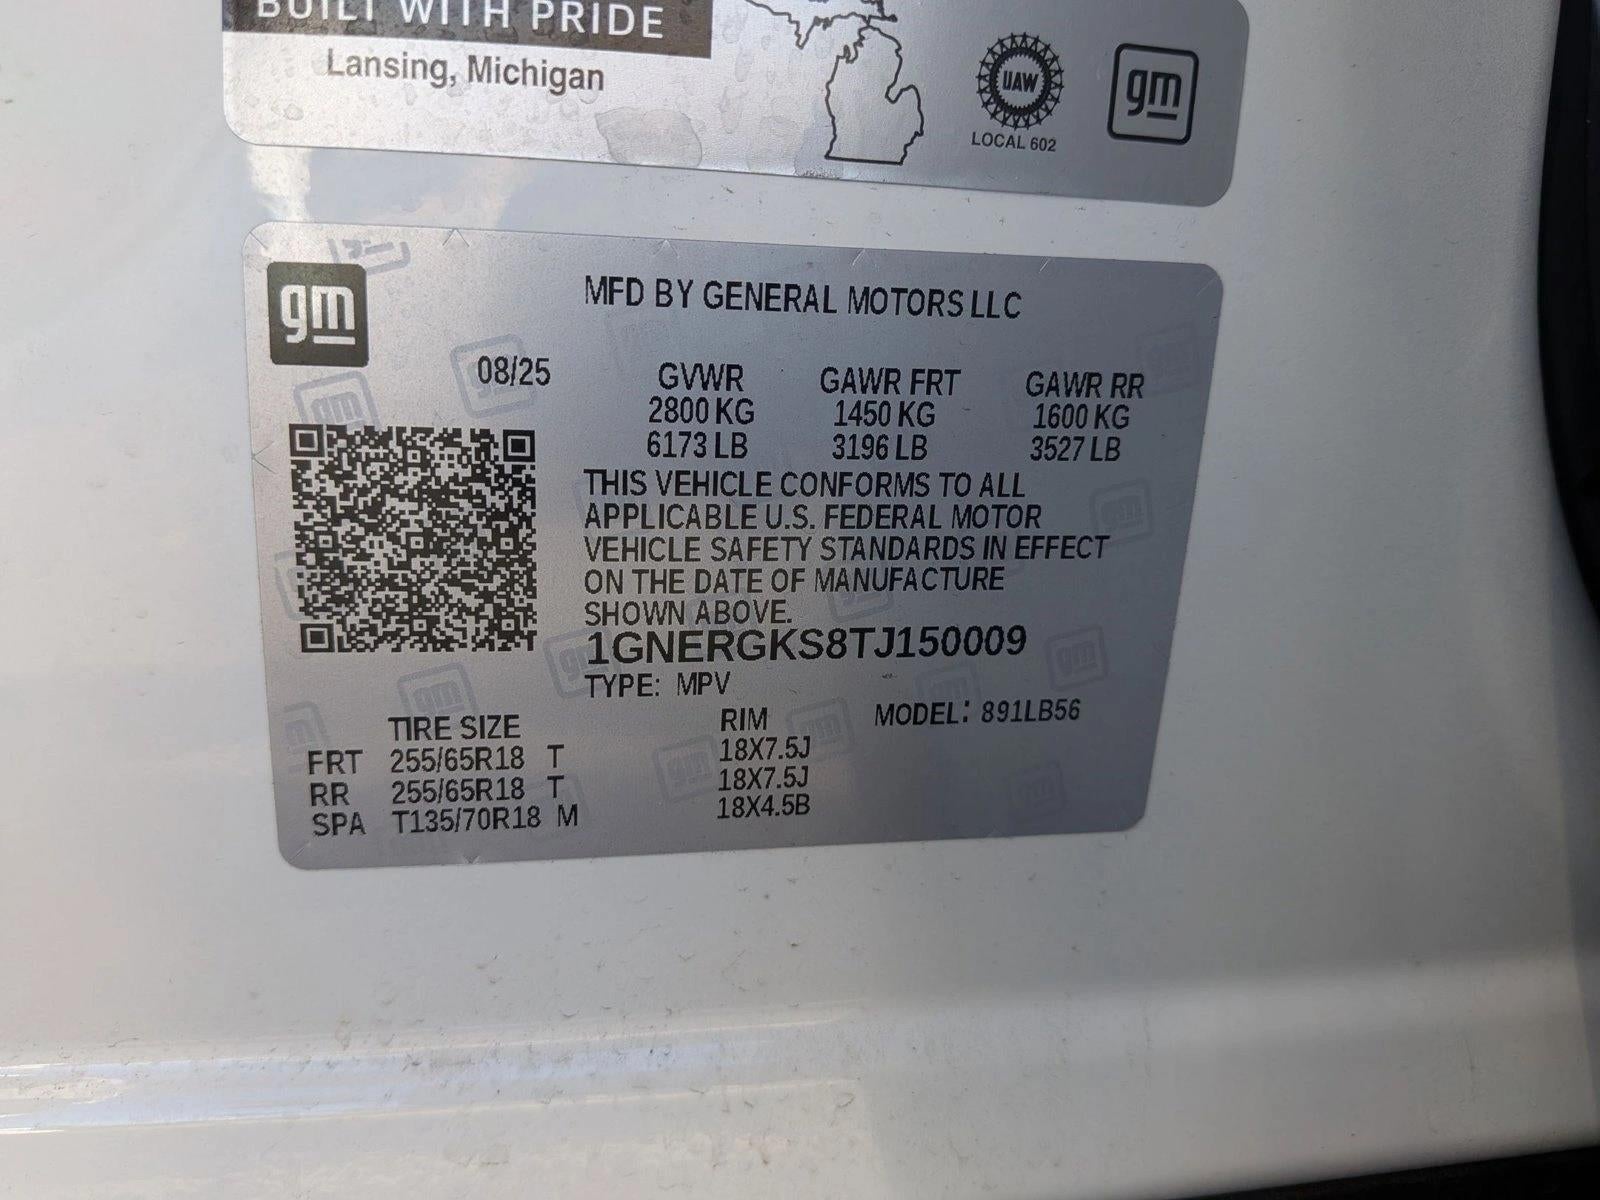 BUILT WITH PRIDE
Lansing, Michigan
UAW
LOCAL 602
gm
gm
MFD BY GENERAL MOTORS LLC
08/25
GVWR GAWR FRT GAWR RR
2800 KG 1450 KG 1600 KG
6173 LB 3196 LB 3527 LB
THIS VEHICLE CONFORMS TO ALL
APPLICABLE U.S. FEDERAL MOTOR
VEHICLE SAFETY STANDARDS IN EFFECT
ON THE DATE OF MANUFACTURE
SHOWN ABOVE.
1GNERGKS8TJ150009
TYPE: MPV
TIRE SIZE RIM MODEL: 891LB56
FRT 255/65R18 T 18X7.5J
RR 255/65R18 T 18X7.5J
SPA T135/70R18 M 18X4.5B